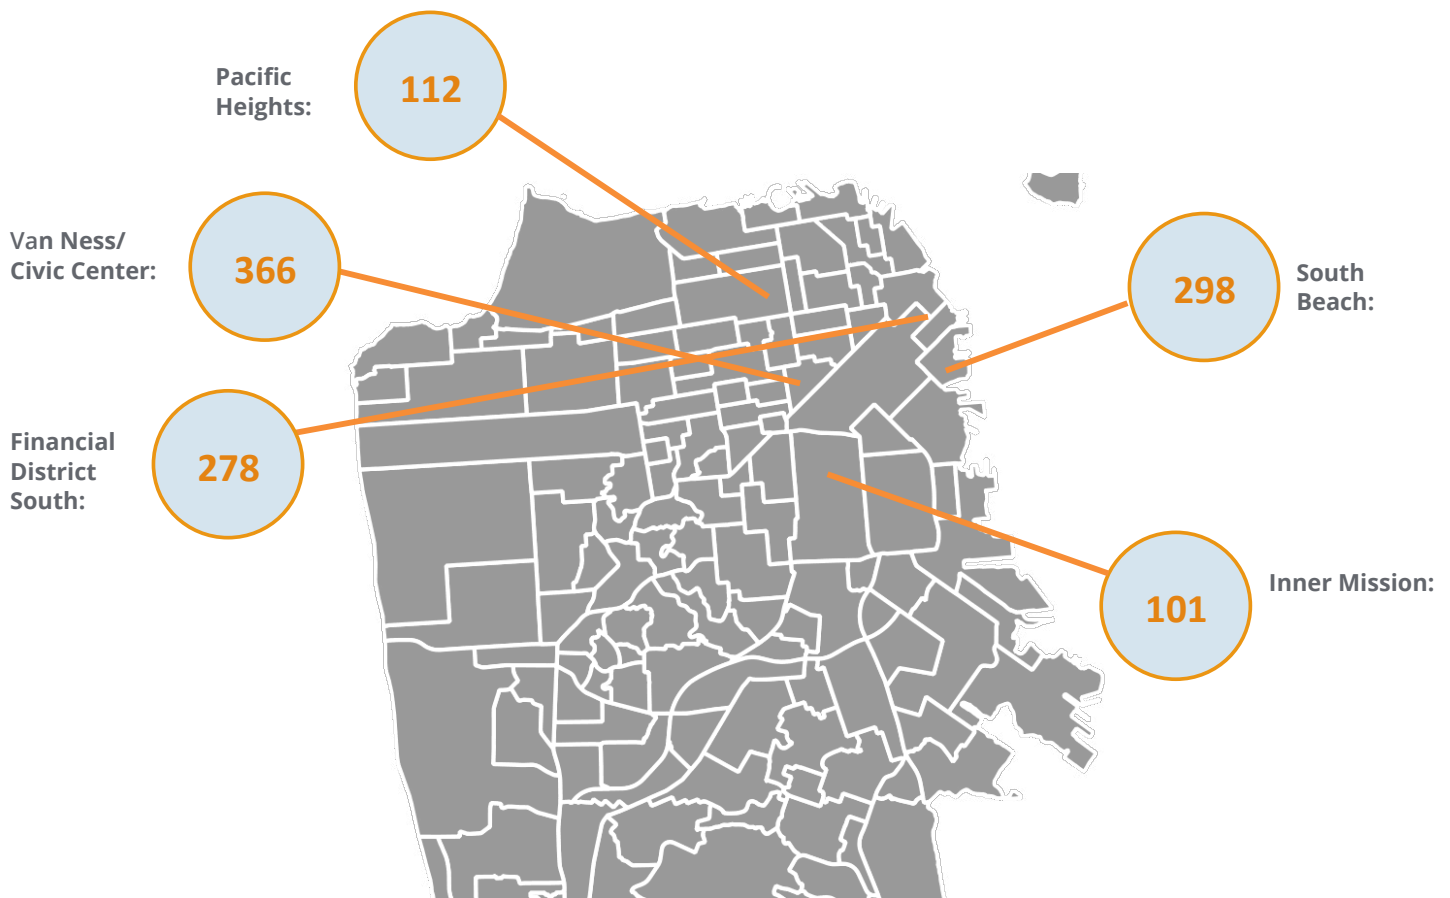 Pacific
Heights:
112
Van Ness/
Civic Center:
366
298
South
Beach:
Financial
District
South:
278
101
Inner Mission: